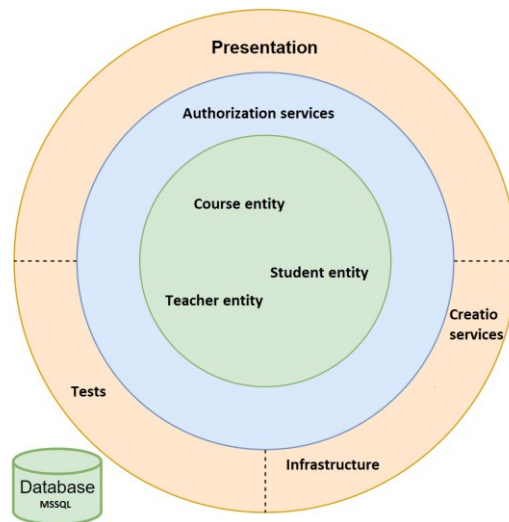 Presentation
Authorization services
Course entity
Student entity
Teacher entity
Creatio
services
Tests
Infrastructure
Database
MSSQL